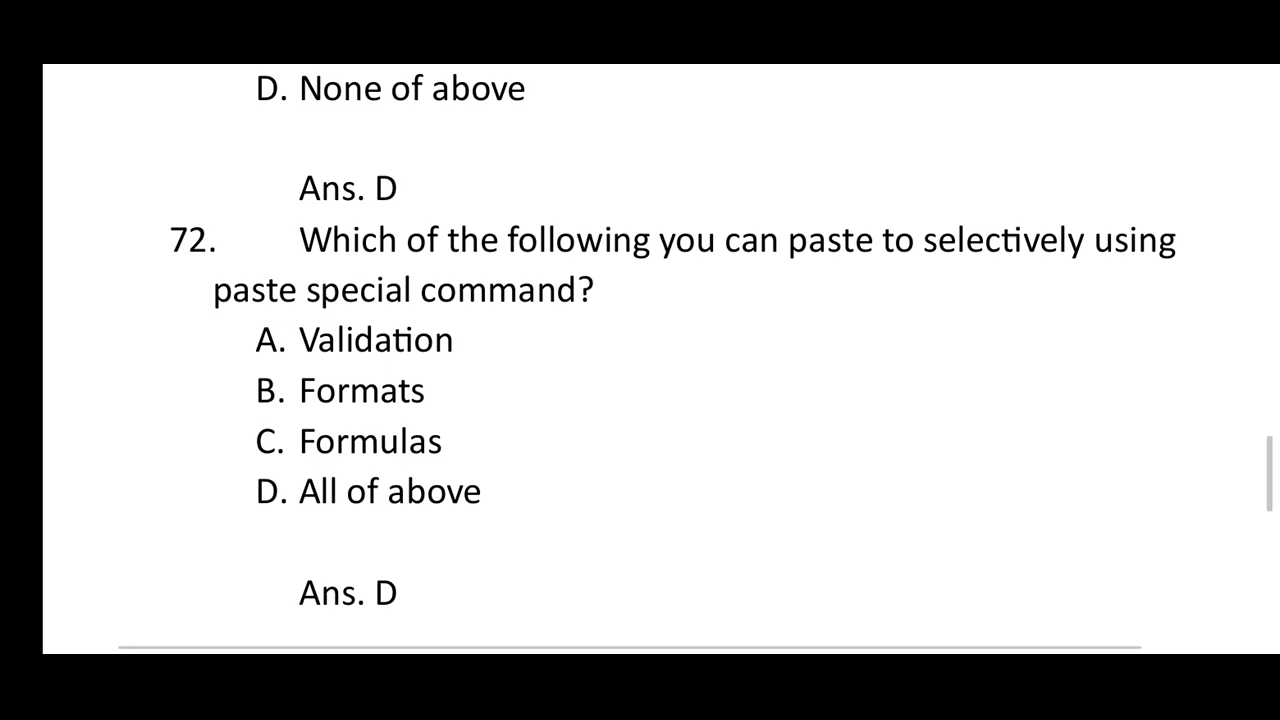 D. None of above
Ans. D
72. Which of the following you can paste to selectively using
paste special command?
A. Validation
B. Formats
C. Formulas
D. All of above
Ans. D